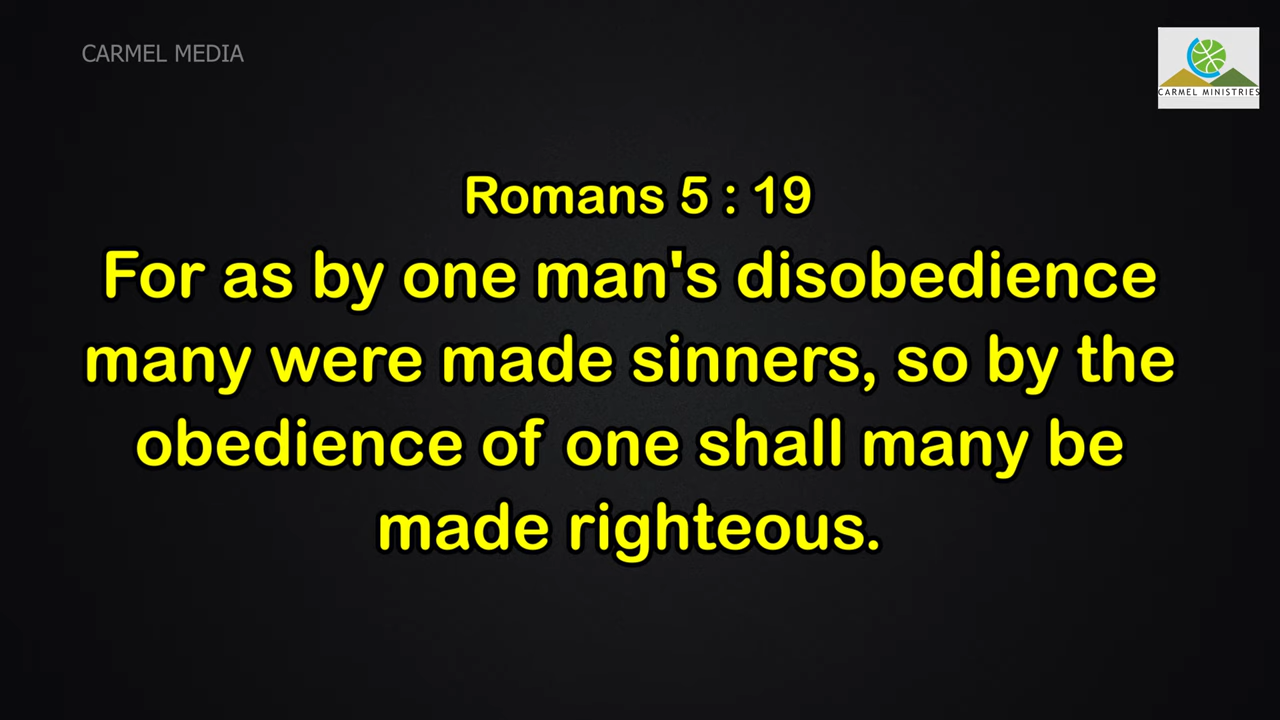 CARMEL MEDIA
CARMEL MINISTRIES
Romans 5 : 19
For as by one man's disobedience
many were made sinners, so by the
obedience of one shall many be
made righteous.